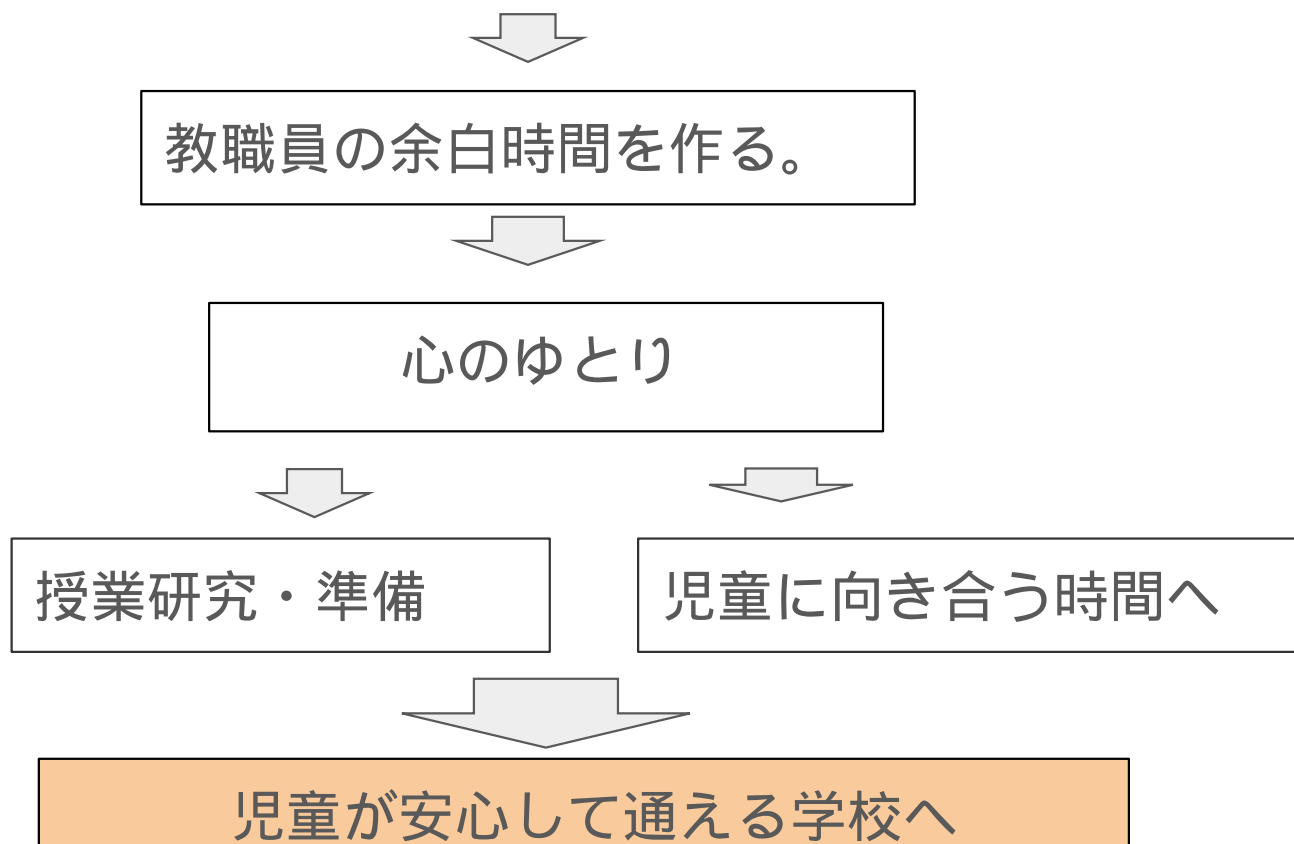 教職員の余白時間を作る。
心のゆとり
授業研究・準備
児童に向き合う時間へ
児童が安心して通える学校へ